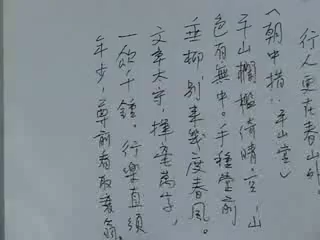 行人更在春山外
（朝中措：平山堂）
平山欄檻倚晴空，山
色有無中。手種堂前
垂柳，別來幾度春風。
文章太守，揮毫萬字，
一飲千鍾。行樂直須
年少，尊前看取衰翁。